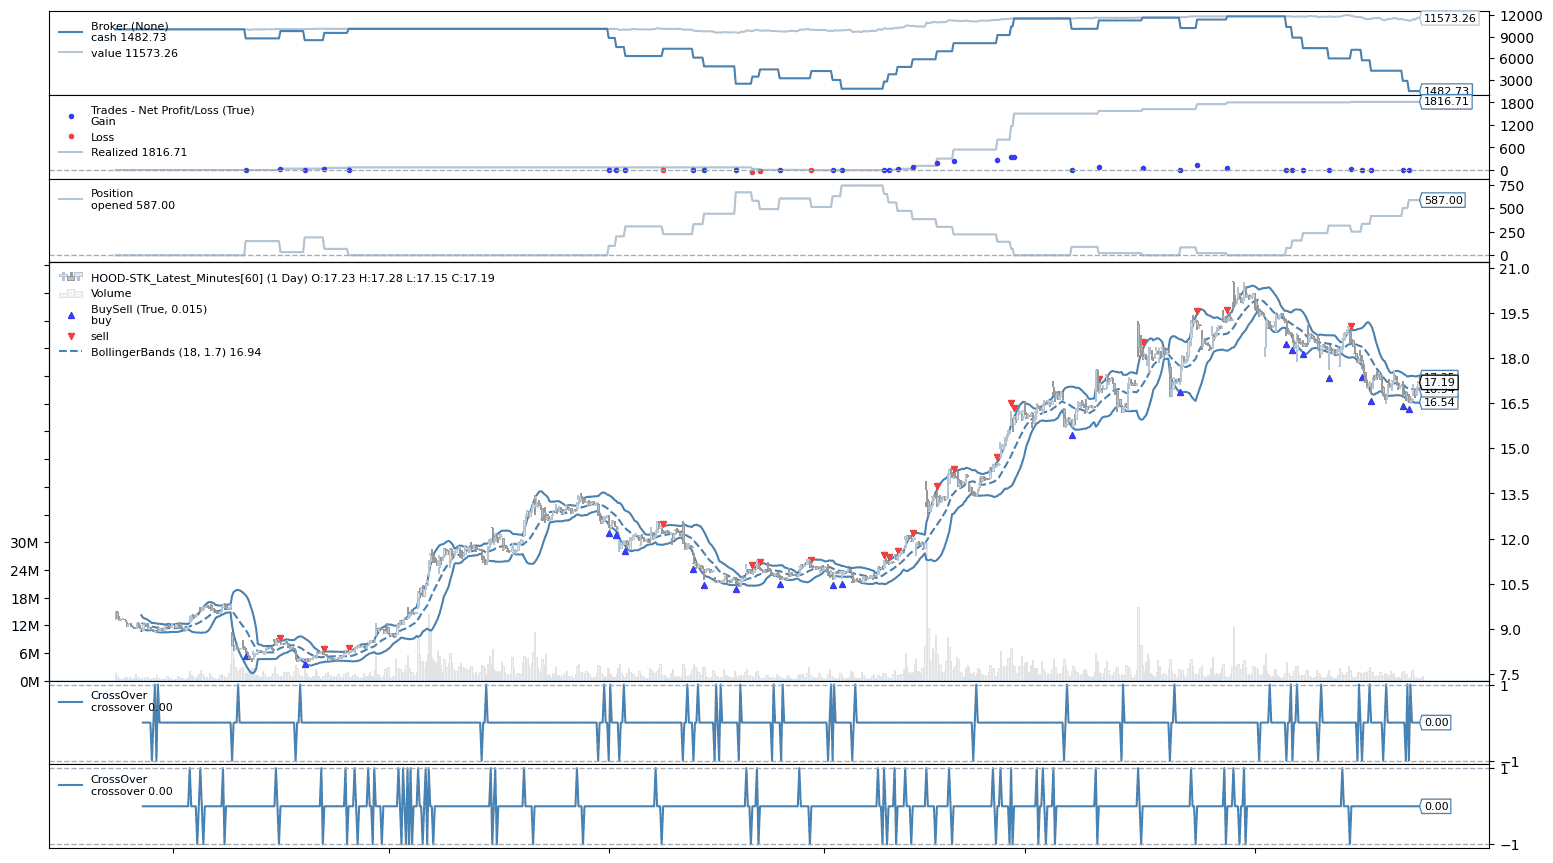 Broker (None)
cash 1482.73
value 11573.26
11573.26
1482.73
12000
9000
6000
3000
Trades - Net Profit/Loss (True)
Gain
Loss
Realized 1816.71
1816.71
1800
1200
600
0
Position
opened 587.00
587.00
750
500
250
0
HOOD-STK_Latest_Minutes[60] (1 Day) O:17.23 H:17.28 L:17.15 C:17.19
Volume
BuySell (True, 0.015)
buy
sell
BollingerBands (18, 1.7) 16.94
17.19
16.94
16.54
21.0
19.5
18.0
16.5
15.0
13.5
12.0
10.5
9.0
7.5
30M
24M
18M
12M
6M
0M
CrossOver
crossover 0.00
0.00
1
−1
CrossOver
crossover 0.00
0.00
1
−1